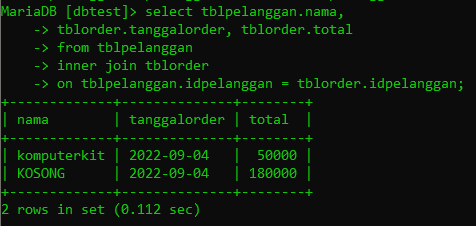 MariaDB [dbtest]> select tblpelanggan.nama,
    -> tblorder.tanggalorder, tblorder.total
    -> from tblpelanggan
    -> inner join tblorder
    -> on tblpelanggan.idpelanggan = tblorder.idpelanggan;
+-------------+--------------+--------+
| nama        | tanggalorder | total  |
+-------------+--------------+--------+
| komputerkit | 2022-09-04   |  50000 |
| KOSONG      | 2022-09-04   | 180000 |
+-------------+--------------+--------+
2 rows in set (0.112 sec)